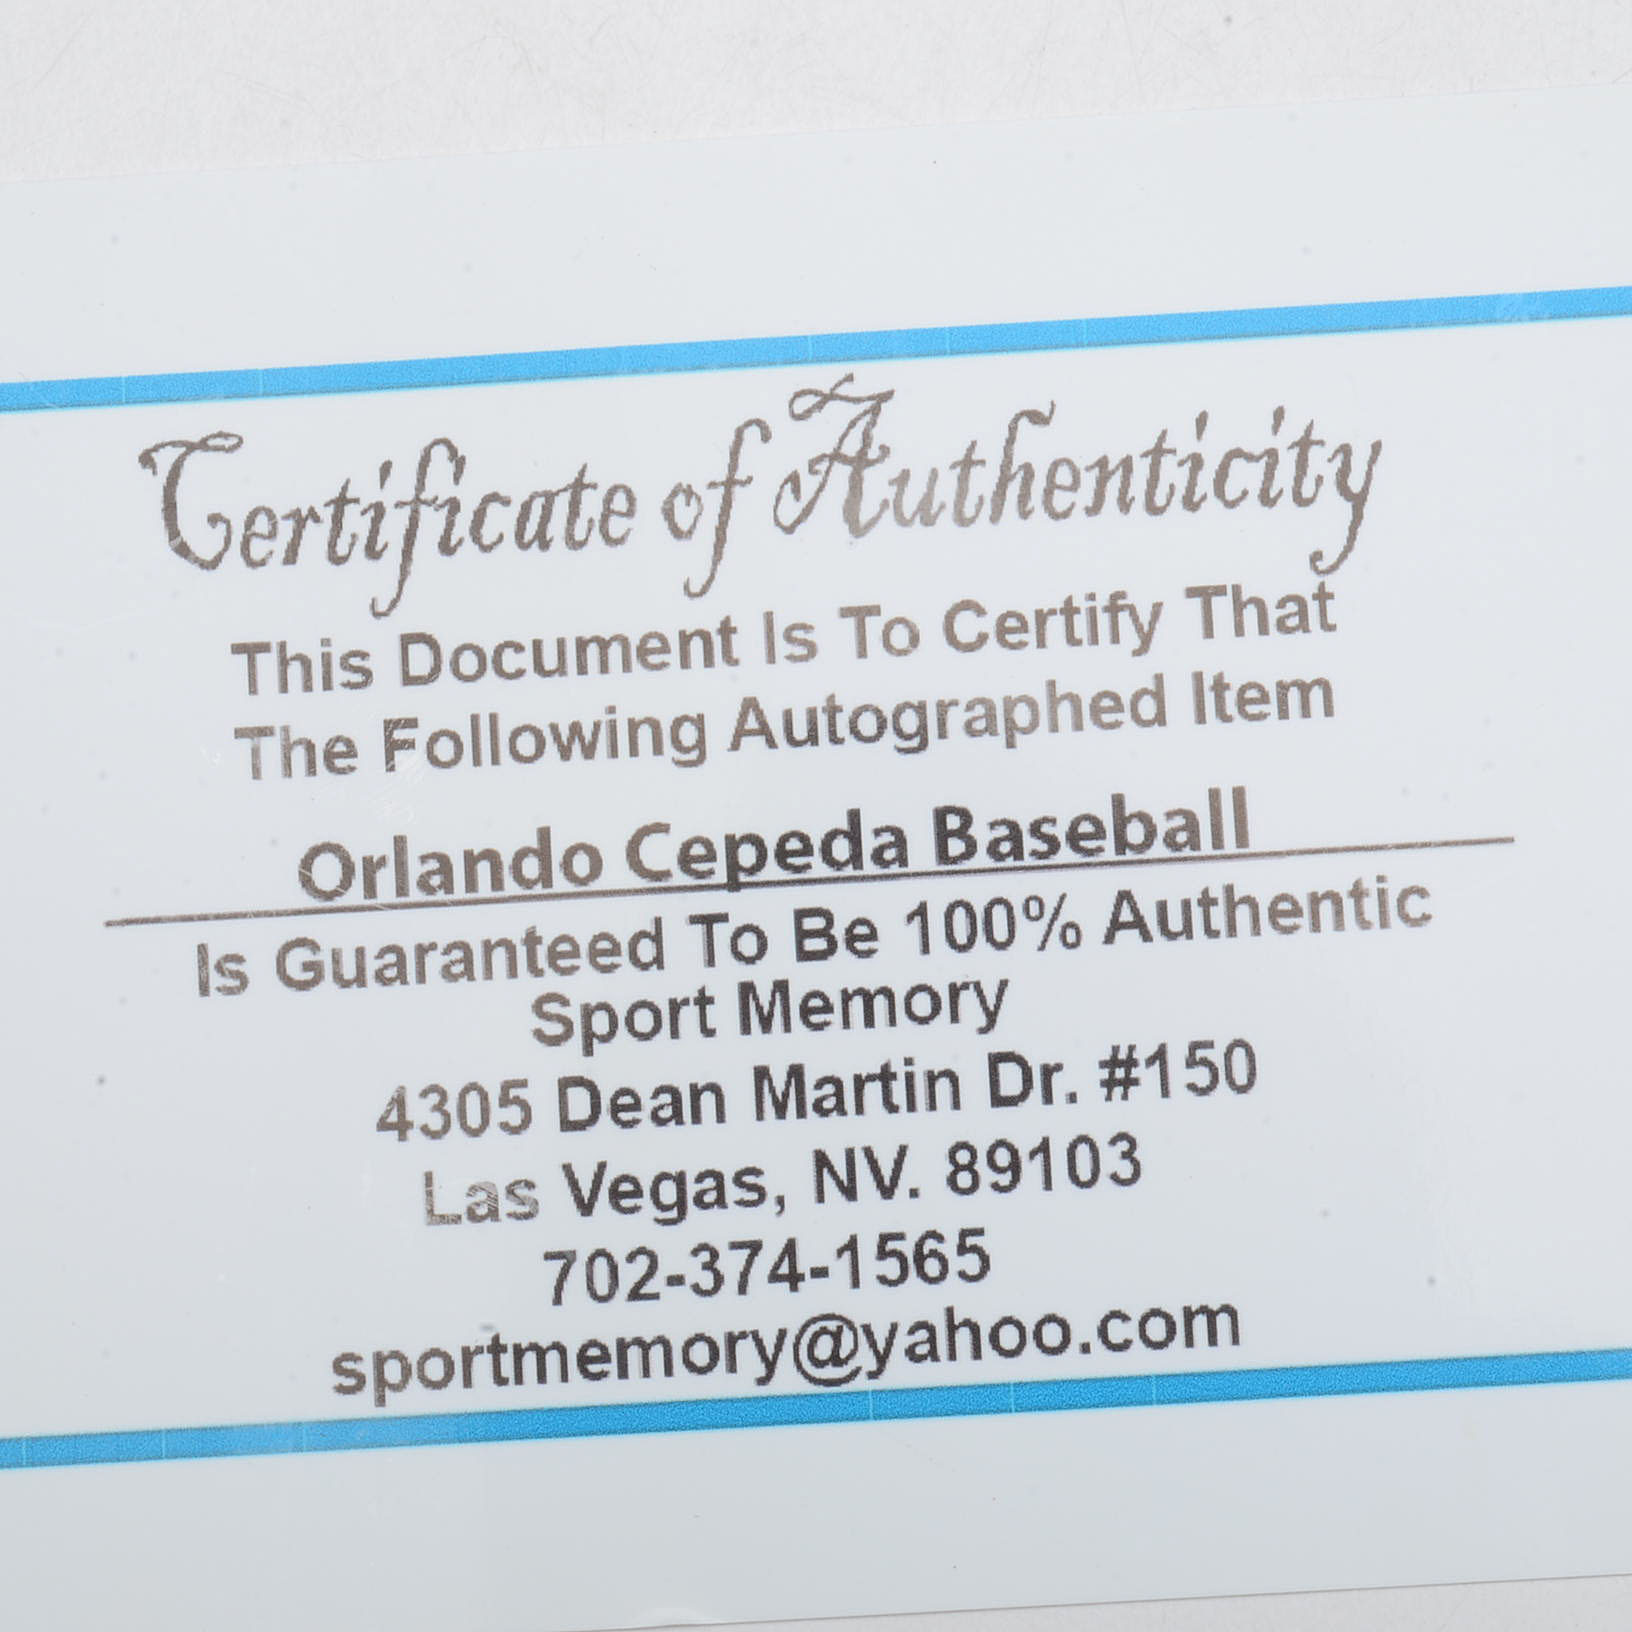 Certificate of Authenticity
This Document Is To Certify That
The Following Autographed Item
Orlando Cepeda Baseball
Is Guaranteed To Be 100% Authentic
Sport Memory
4305 Dean Martin Dr. #150
Las Vegas, NV. 89103
702-374-1565
sportmemory@yahoo.com